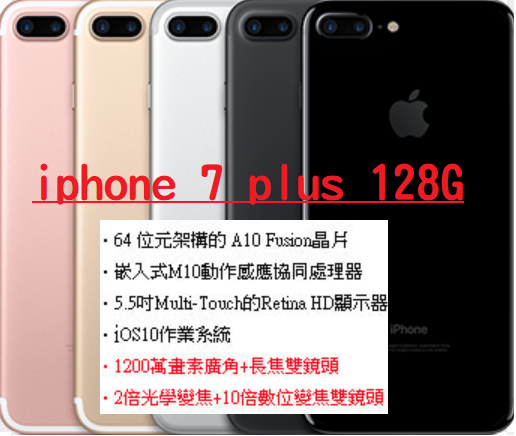 iphone 7 plus 128G
· 64 位元架構的 A10 Fusion晶片
· 嵌入式M10動作感應協同處理器
· 5.5吋Multi-Touch的Retina HD顯示器
· iOS10作業系統
iPhone
· 1200萬畫素廣角+長焦雙鏡頭
· 2倍光學變焦+10倍數位變焦雙鏡頭